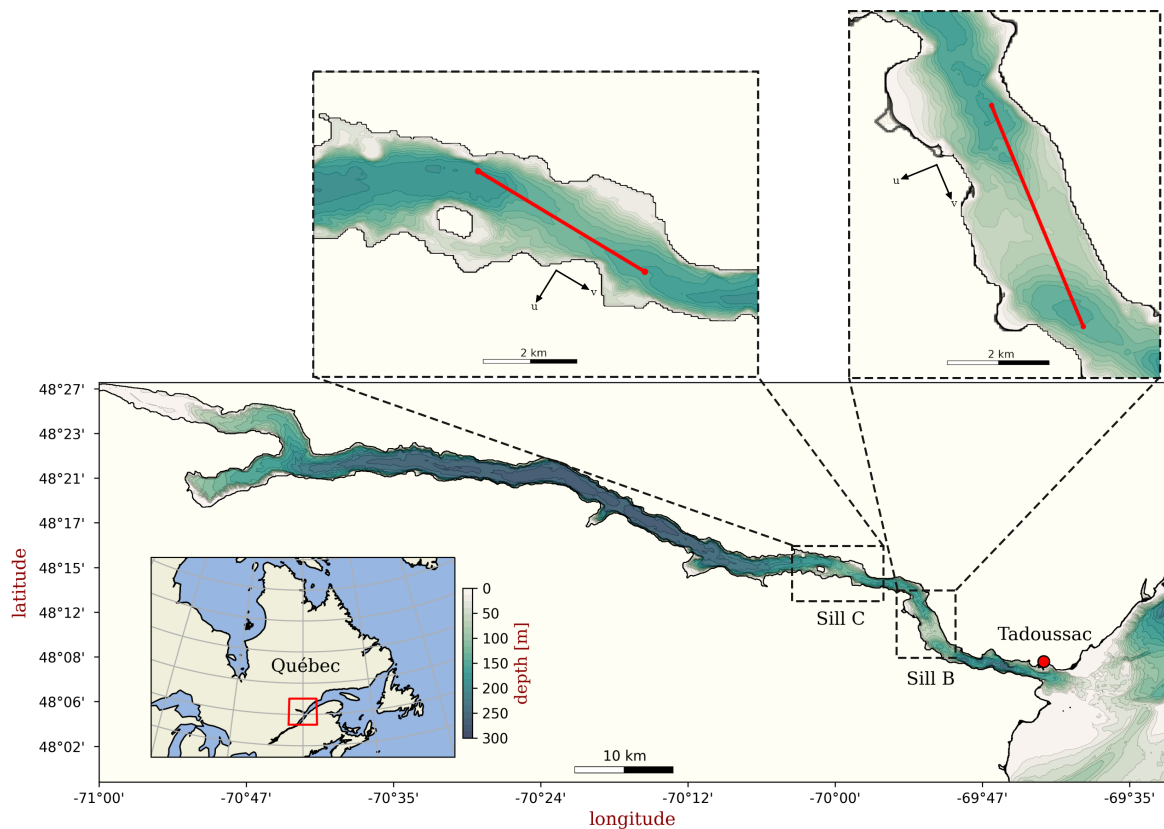 u
v
2 km
u
v
2 km
48°27'
48°23'
48°21'
48°17'
48°15'
48°12'
48°08'
48°06'
48°02'
latitude
Sill C
Sill B
Tadoussac
Québec
0
50
100
150
200
250
300
depth [m]
10 km
-71°00'
-70°47'
-70°35'
-70°24'
-70°12'
-70°00'
-69°47'
-69°35'
longitude